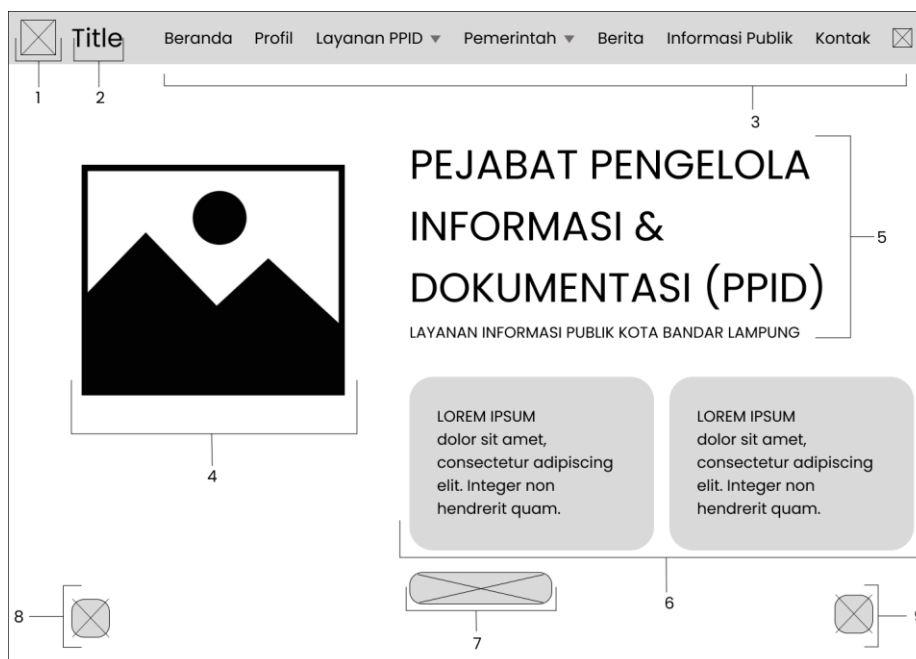 Title
Beranda Profil Layanan PPID Pemerintah Berita Informasi Publik Kontak
1
2
3
PEJABAT PENGELOLA
INFORMASI &
DOKUMENTASI (PPID)
LAYANAN INFORMASI PUBLIK KOTA BANDAR LAMPUNG
5
4
LOREM IPSUM
dolor sit amet,
consectetur adipiscing
elit. Integer non
hendrerit quam.
LOREM IPSUM
dolor sit amet,
consectetur adipiscing
elit. Integer non
hendrerit quam.
6
7
8
9